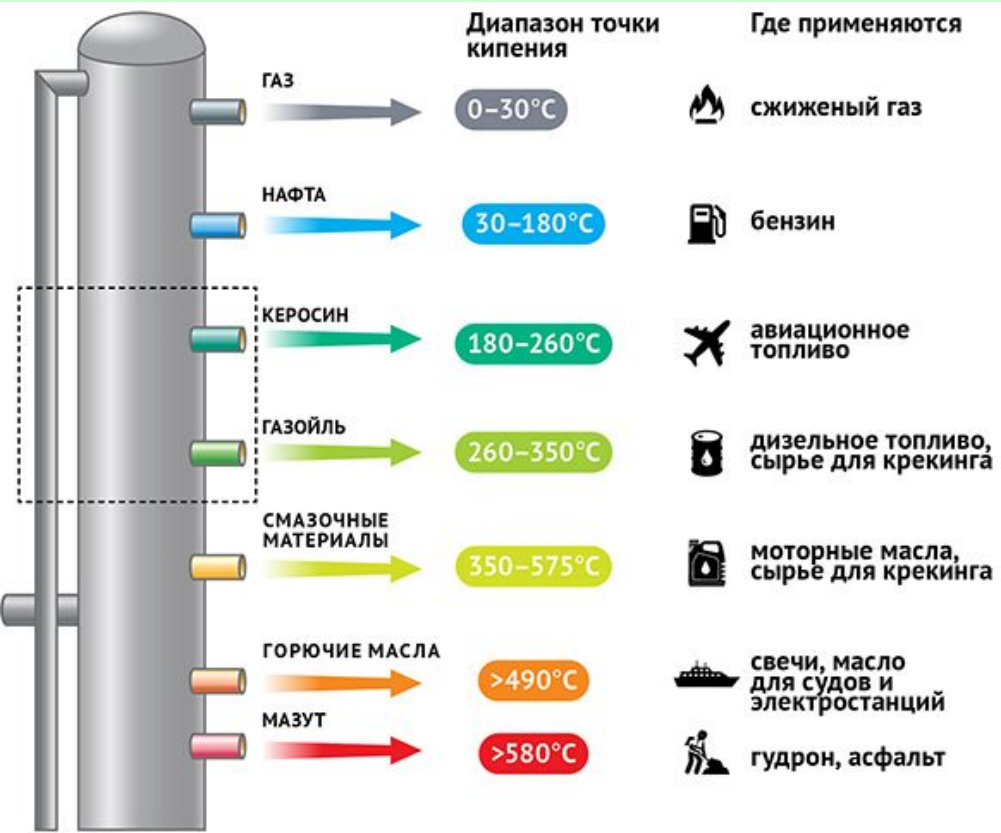 Диапазон точки
кипения
Где применяются
ГАЗ
0–30°C
сжиженый газ
НАФТА
30–180°C
бензин
КЕРОСИН
180–260°C
авиационное
топливо
ГАЗОЙЛЬ
260–350°C
дизельное топливо,
сырье для крекинга
СМАЗОЧНЫЕ
МАТЕРИАЛЫ
350–575°C
моторные масла,
сырье для крекинга
ГОРЮЧИЕ МАСЛА
>490°C
свечи, масло
для судов и
электростанций
МАЗУТ
>580°C
гудрон, асфальт